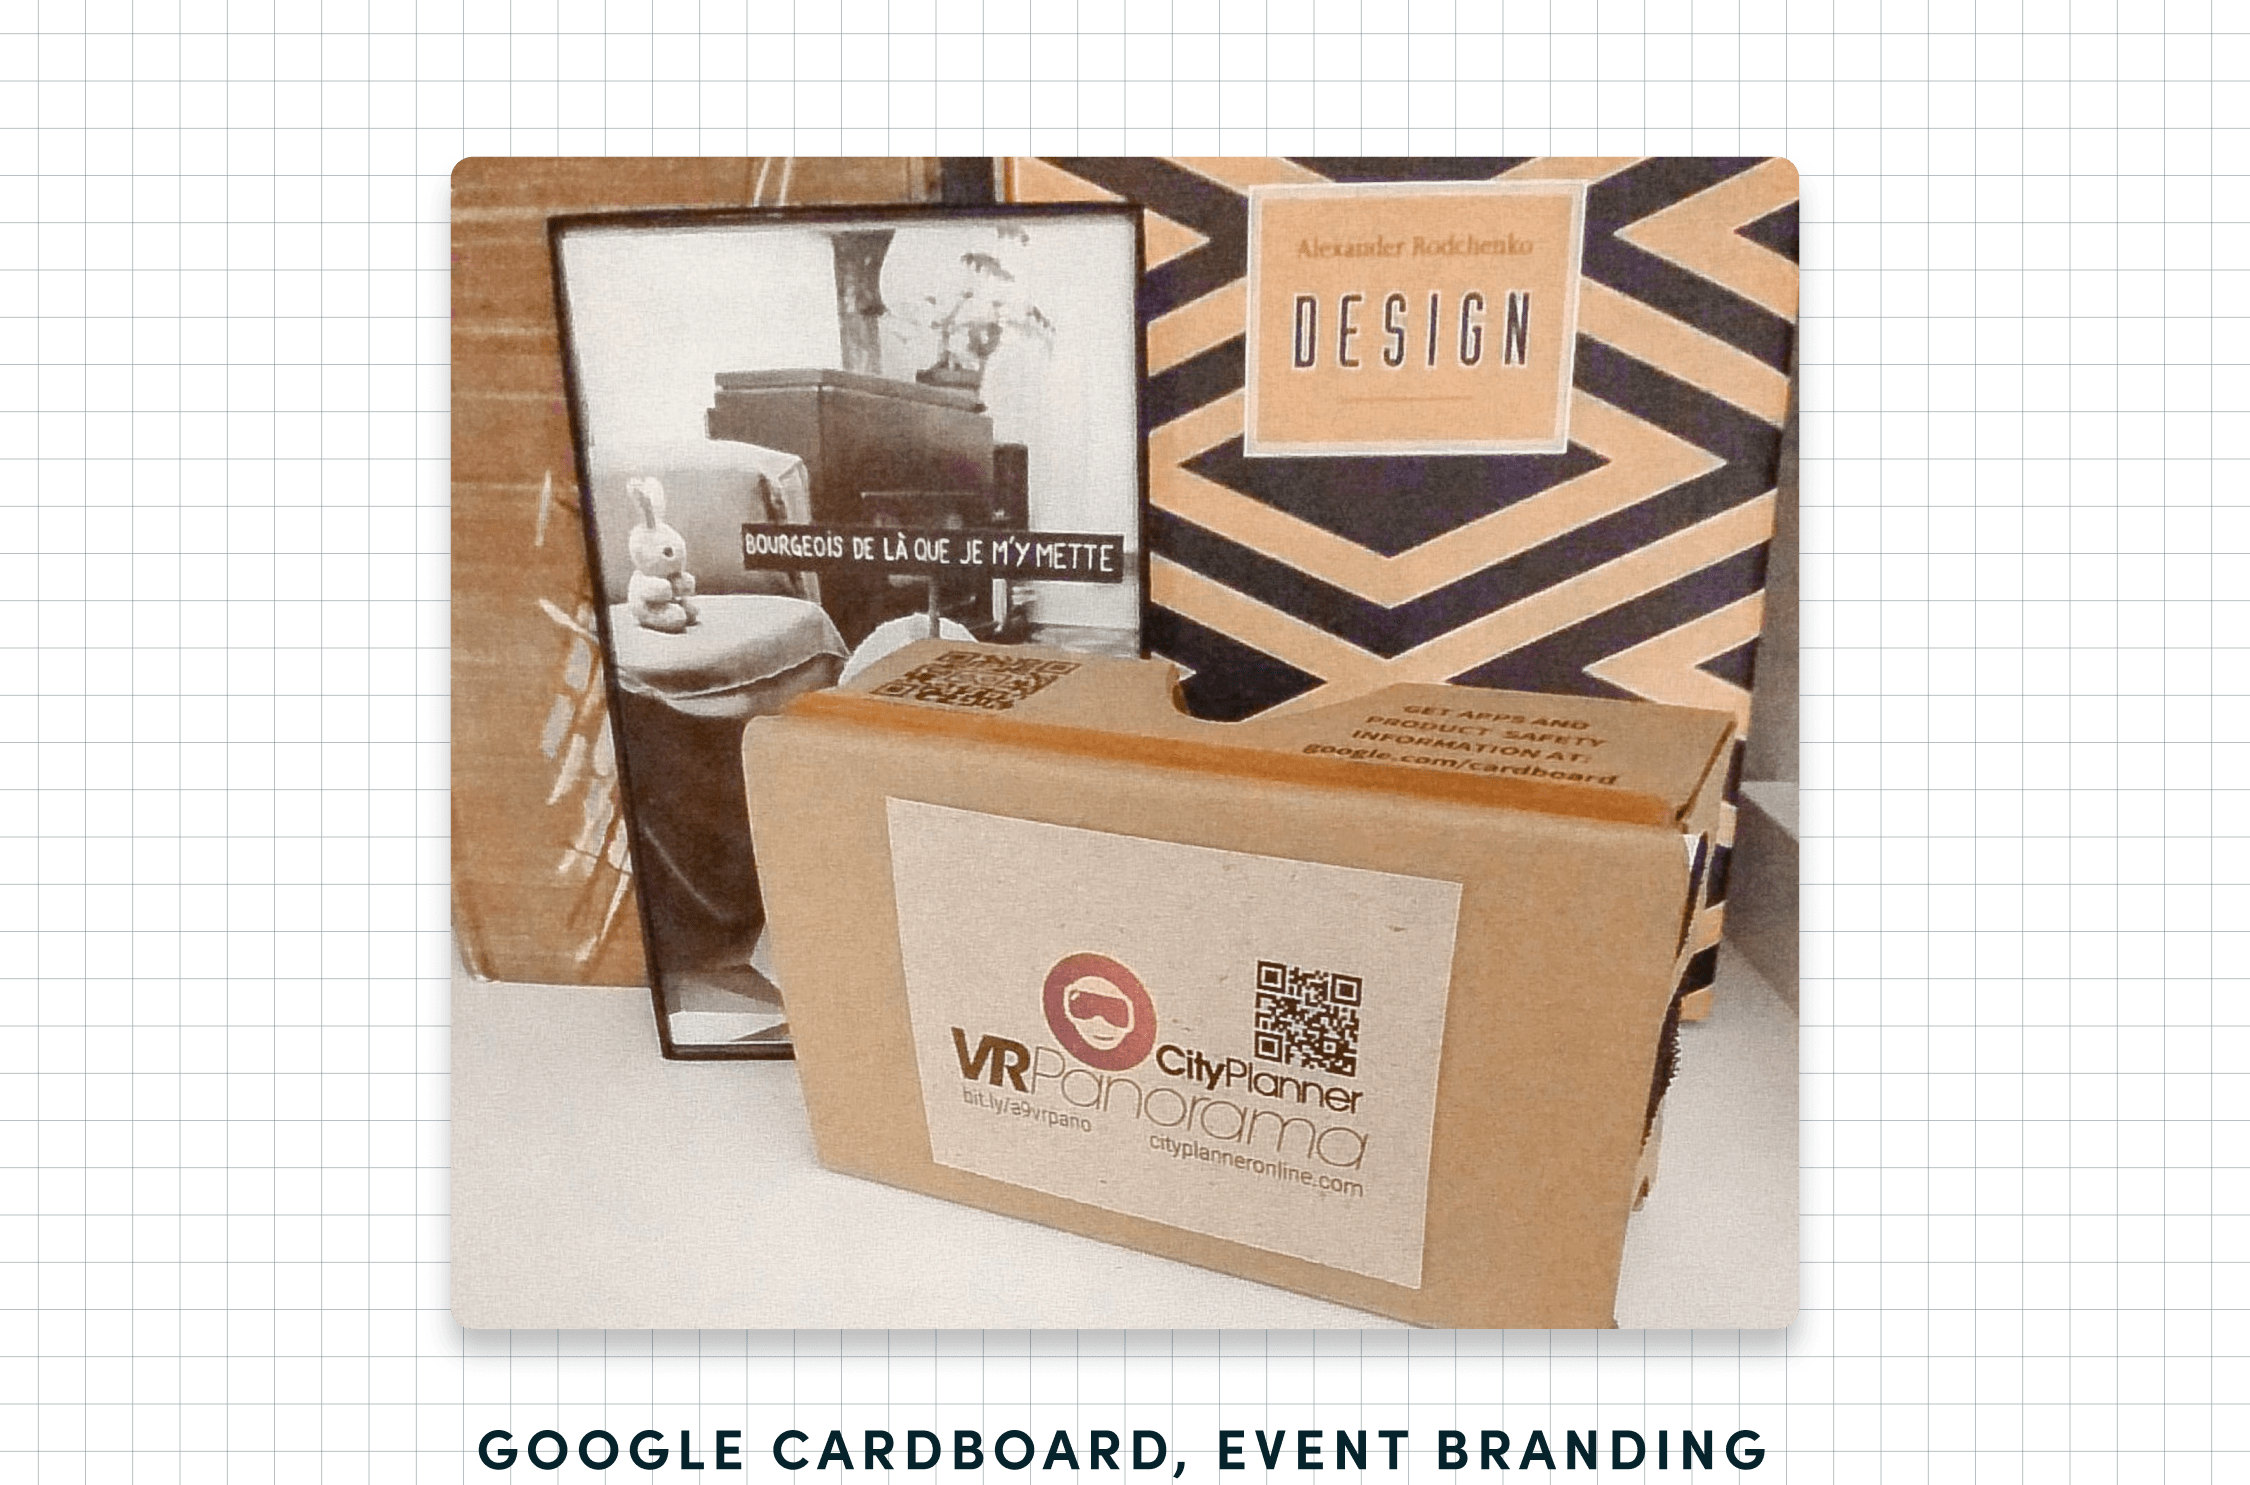 Alexander Rodchenko
DESIGN
BOURGEOIS DE LÀ QUE JE M'Y METTE
GET APPS AND
PRODUCT SAFETY
INFORMATION AT:
google.com/cardboard
VRPanorama
bit.ly/a9vrpano
CityPlanner
cityplanneronline.com
GOOGLE CARDBOARD, EVENT BRANDING